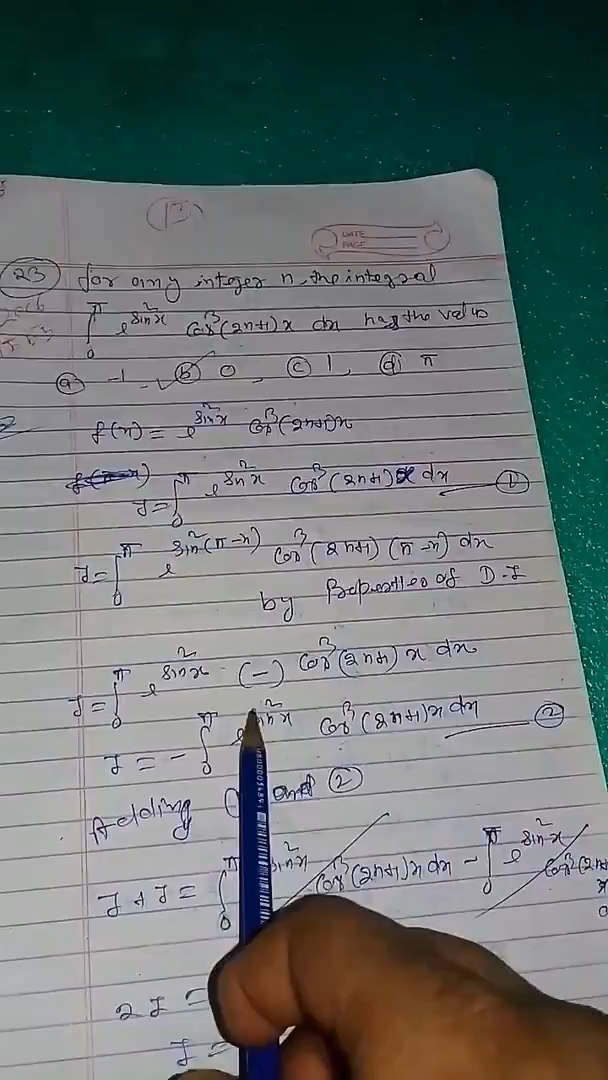 12
DATE
PAGE
23 for any integer n, the integral
∫₀^π e^{sin²x} cos³(2n+1)x dx has the value
(a) -1, ✓(b) 0, (c) 1, (d) π
f(x) = e^{sin²x} cos³(2n+1)x
I = ∫₀^π e^{sin²x} cos³(2n+1)x dx — ①
I = ∫₀^π e^{sin²(π-x)} cos³(2n+1)(π-x) dx
by Properties of D.I
I = ∫₀^π e^{sin²x} (-) cos³(2n+1)x dx
I = - ∫₀^π sin²x cos³(2n+1)x dx — ②
Adding and ②
I + I = ∫₀^π sin²x cos³(2n+1)x dx - ∫₀^π e^{sin²x} cos³(2n+1)x
2I =
I =